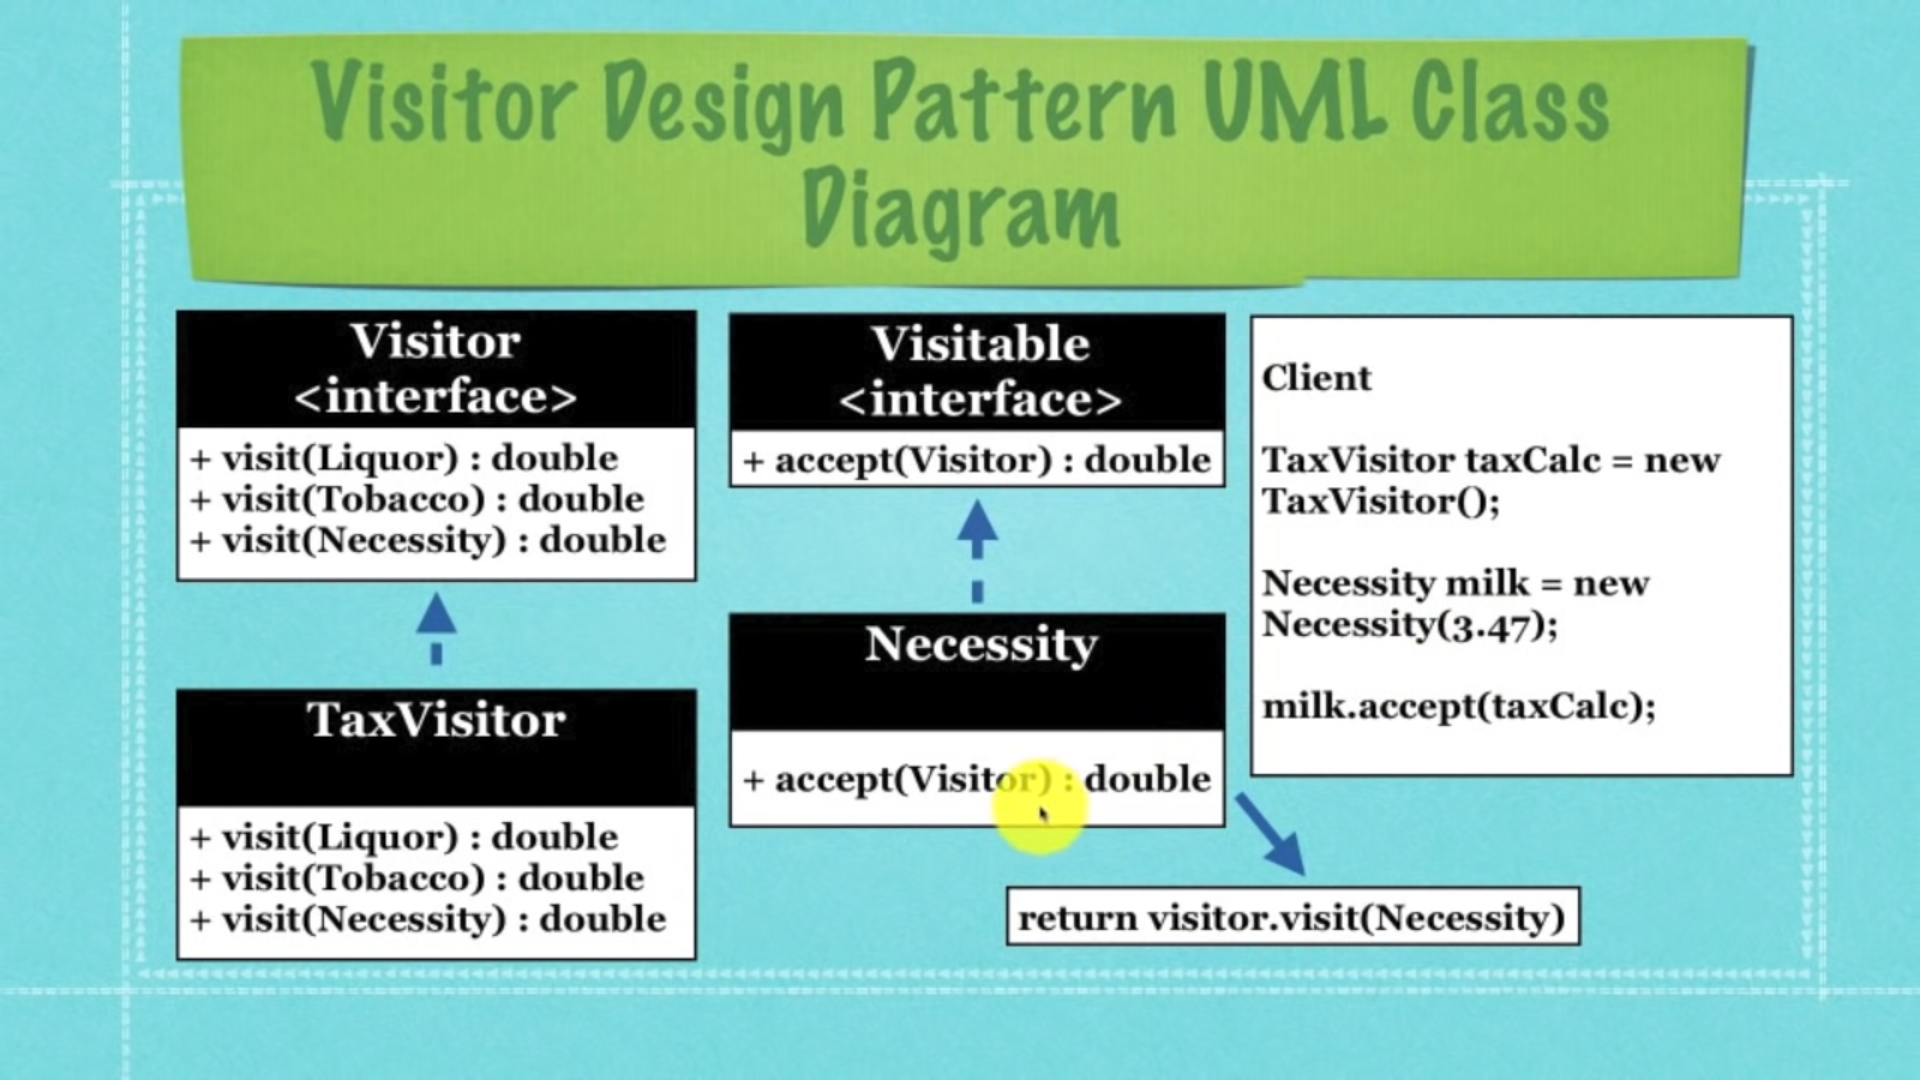 Visitor Design Pattern UML Class
Diagram
Visitor
<interface>
+ visit(Liquor) : double
+ visit(Tobacco) : double
+ visit(Necessity) : double
TaxVisitor
+ visit(Liquor) : double
+ visit(Tobacco) : double
+ visit(Necessity) : double
Visitable
<interface>
+ accept(Visitor) : double
Necessity
+ accept(Visitor) : double
return visitor.visit(Necessity)
Client
TaxVisitor taxCalc = new
TaxVisitor();
Necessity milk = new
Necessity(3.47);
milk.accept(taxCalc);